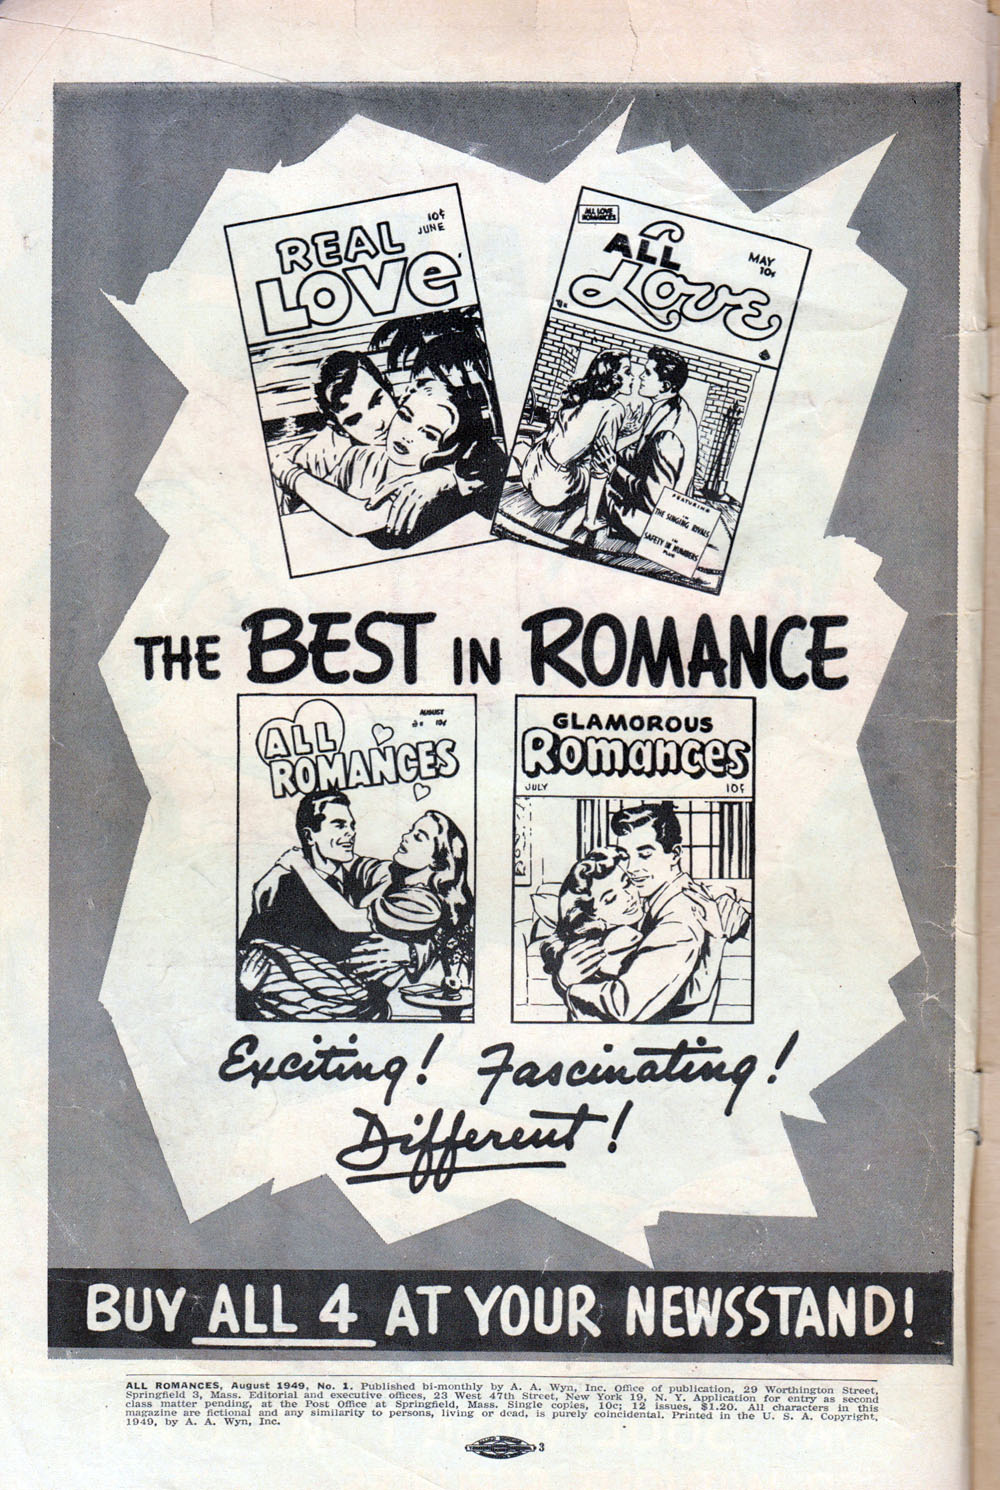 REAL
LOVE
10¢
JUNE
ALL LOVE
ROMANCES
ALL
LOVE
MAY
10¢
FEATURING
THE SINGING RIVALS
SAFETY IN NUMBERS
PLUS
THE BEST IN ROMANCE
ALL
ROMANCES
AUGUST
10¢
GLAMOROUS
Romances
JULY
10¢
Exciting! Fascinating!
Different!
BUY ALL 4 AT YOUR NEWSSTAND!
ALL ROMANCES, August 1949, No. 1. Published bi-monthly by A. A. Wyn, Inc. Office of publication, 29 Worthington Street,
Springfield 3, Mass. Editorial and executive offices, 23 West 47th Street, New York 19, N. Y. Application for entry as second
class matter pending, at the Post Office at Springfield, Mass. Single copies, 10c; 12 issues, $1.20. All characters in this
magazine are fictional and any similarity to persons, living or dead, is purely coincidental. Printed in the U. S. A. Copyright,
1949, by A. A. Wyn, Inc.
3